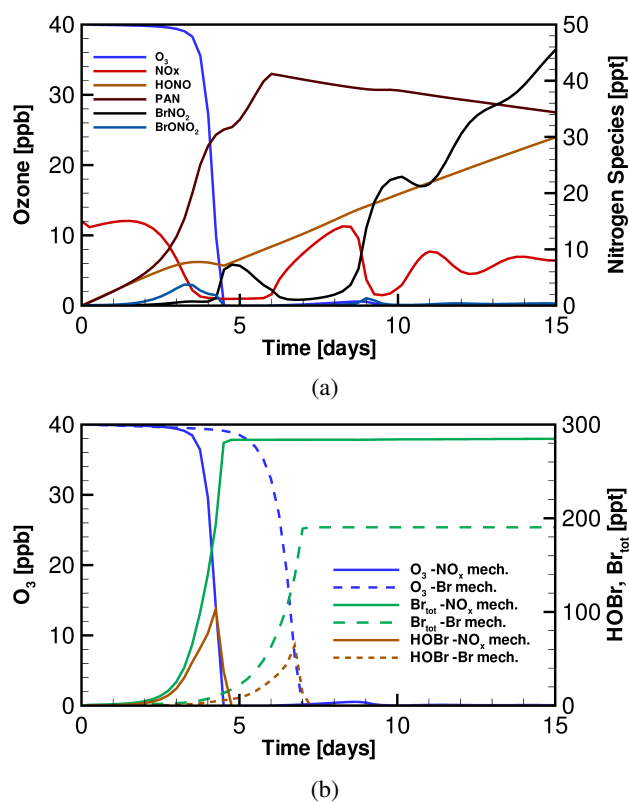 40
30
20
10
0
Ozone [ppb]
O₃
NOx
HONO
PAN
BrNO₂
BrONO₂
50
40
30
20
10
0
Nitrogen Species [ppt]
0
5
10
15
Time [days]
(a)
40
30
20
10
0
O₃ [ppb]
O₃ -NOₓ mech.
O₃ -Br mech.
Brₜₒₜ -NOₓ mech.
Brₜₒₜ -Br mech.
HOBr -NOₓ mech.
HOBr -Br mech.
300
200
100
0
HOBr, Brₜₒₜ [ppt]
0
5
10
15
Time [days]
(b)